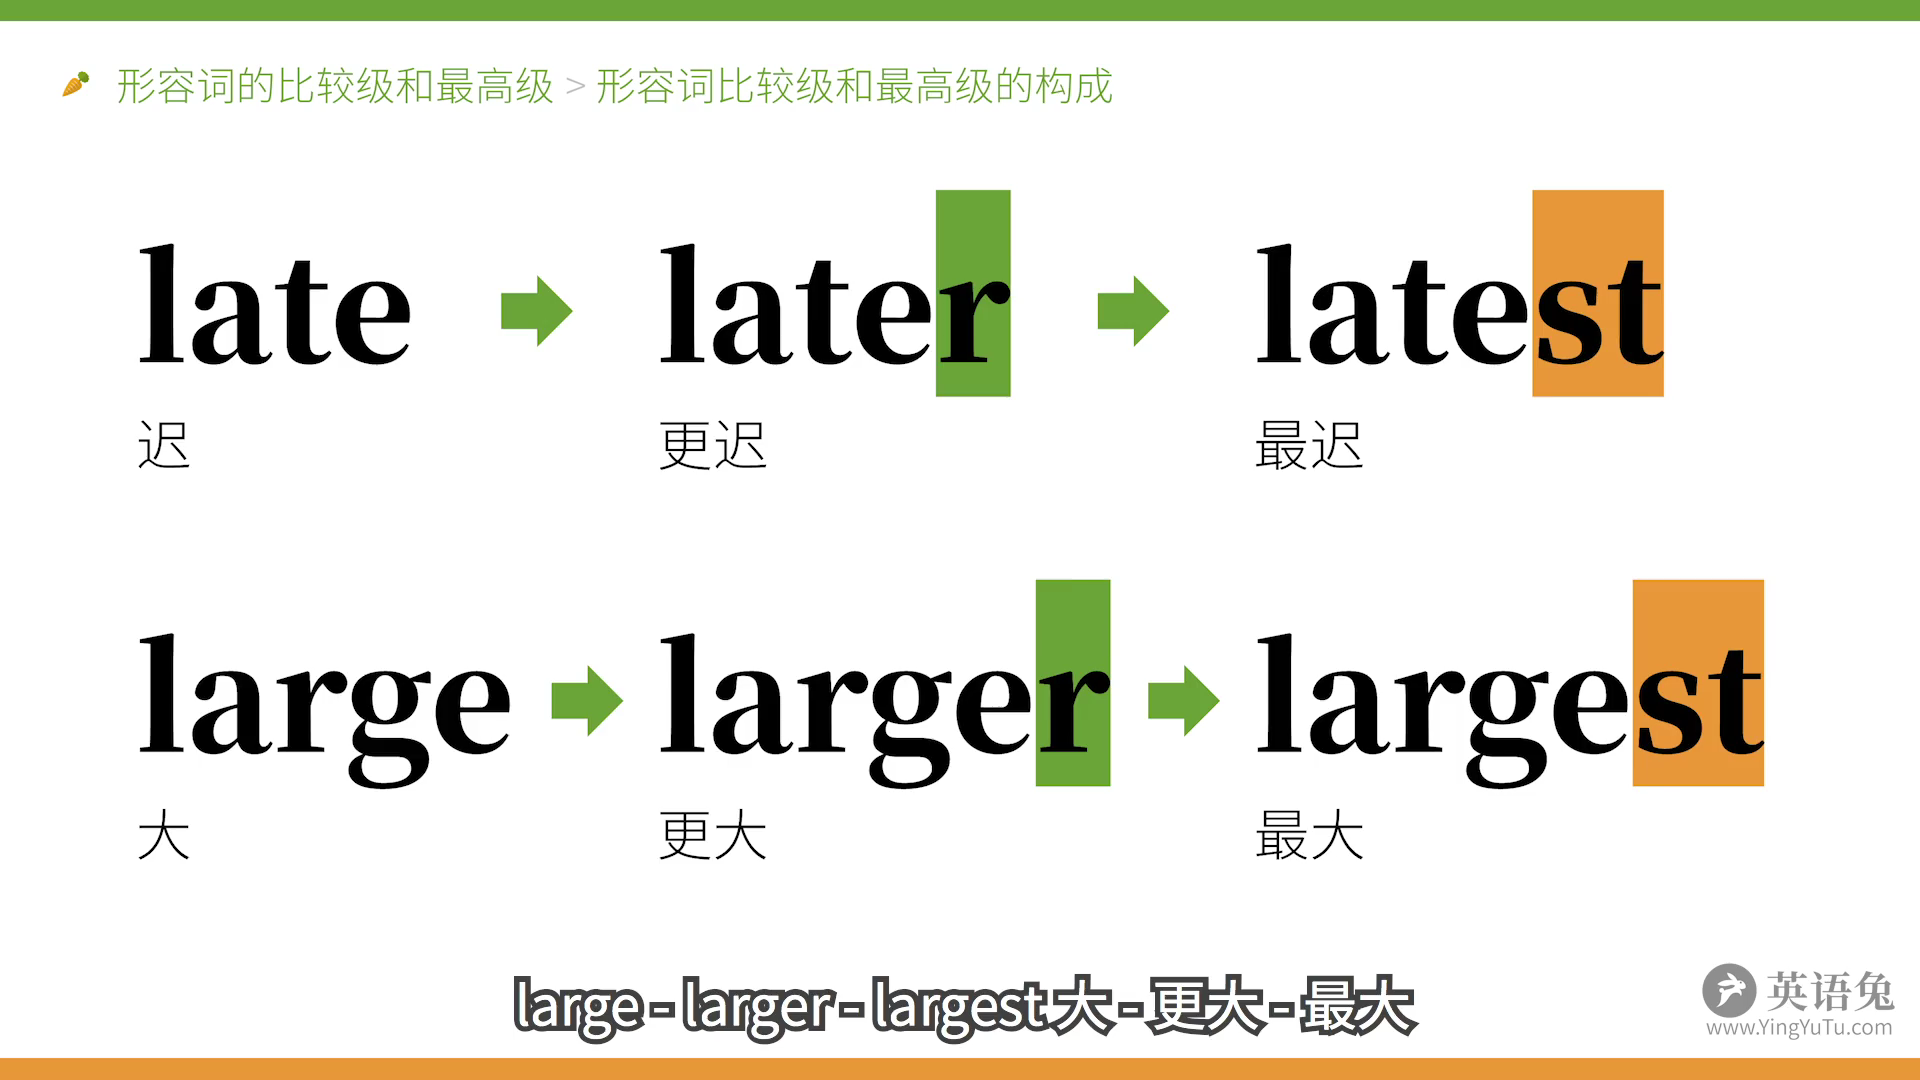 形容词的比较级和最高级 > 形容词比较级和最高级的构成
late later latest
迟 更迟 最迟
large larger largest
大 更大 最大
large - larger - largest 大 - 更大 - 最大
英语兔
www.YingYuTu.com